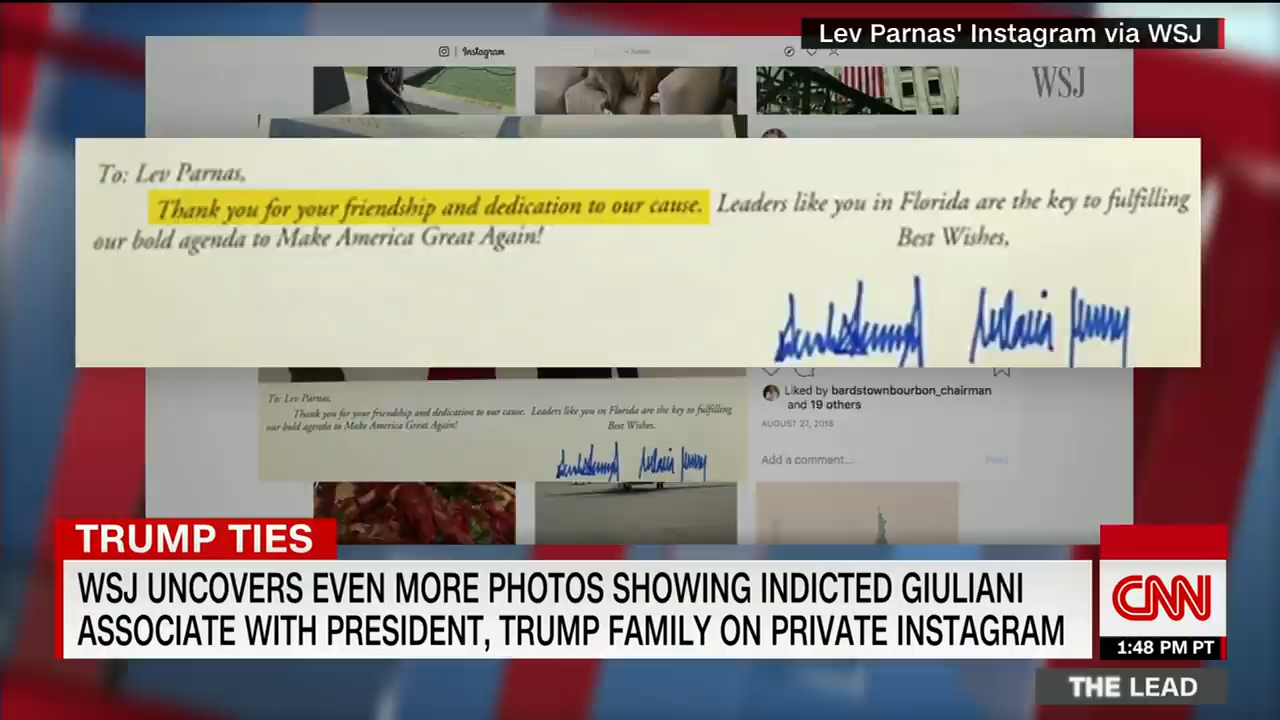 Lev Parnas' Instagram via WSJ
Instagram
WSJ
To: Lev Parnas,
Thank you for your friendship and dedication to our cause. Leaders like you in Florida are the key to fulfilling
our bold agenda to Make America Great Again!
Best Wishes,
Liked by bardstownbourbon_chairman
and 19 others
AUGUST 27, 2018
Add a comment...
Post
To: Lev Parnas,
Thank you for your friendship and dedication to our cause. Leaders like you in Florida are the key to fulfilling
our bold agenda to Make America Great Again!
Best Wishes,
TRUMP TIES
WSJ UNCOVERS EVEN MORE PHOTOS SHOWING INDICTED GIULIANI
ASSOCIATE WITH PRESIDENT, TRUMP FAMILY ON PRIVATE INSTAGRAM
CNN
1:48 PM PT
THE LEAD